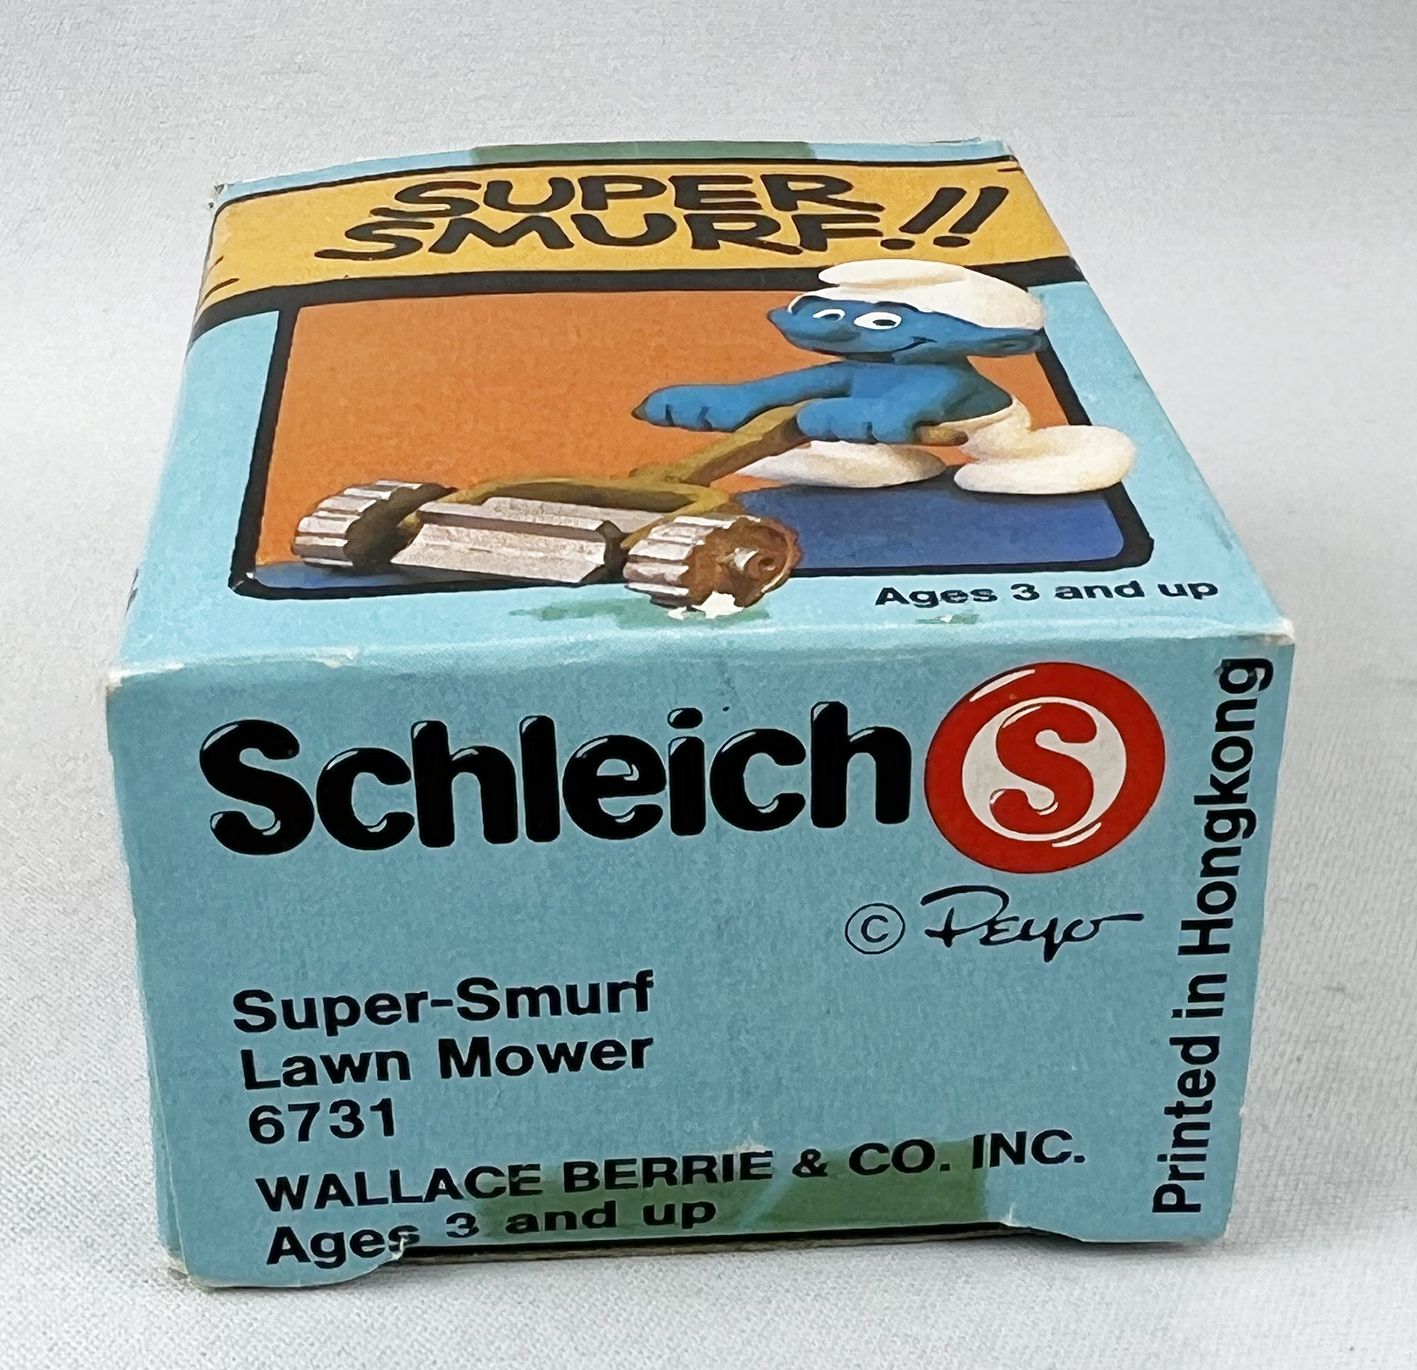 SUPER
SMURF!!
Ages 3 and up
Schleich S
© Peyo
Super-Smurf
Lawn Mower
6731
WALLACE BERRIE & CO. INC.
Ages 3 and up
Printed in Hongkong